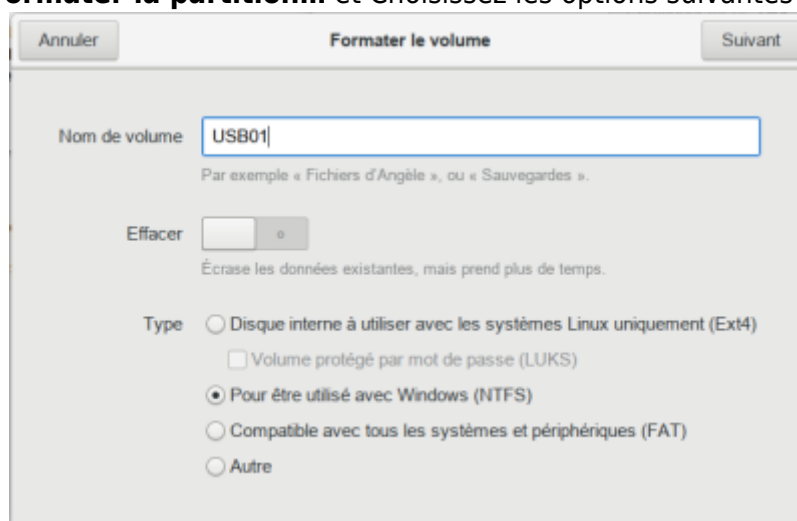 ormater la partition... et Choisissez les options suivantes
Annuler Formater le volume Suivant
Nom de volume USB01
Par exemple « Fichiers d'Angèle », ou « Sauvegardes ».
Effacer
Écrase les données existantes, mais prend plus de temps.
Type Disque interne à utiliser avec les systèmes Linux uniquement (Ext4)
Volume protégé par mot de passe (LUKS)
Pour être utilisé avec Windows (NTFS)
Compatible avec tous les systèmes et périphériques (FAT)
Autre